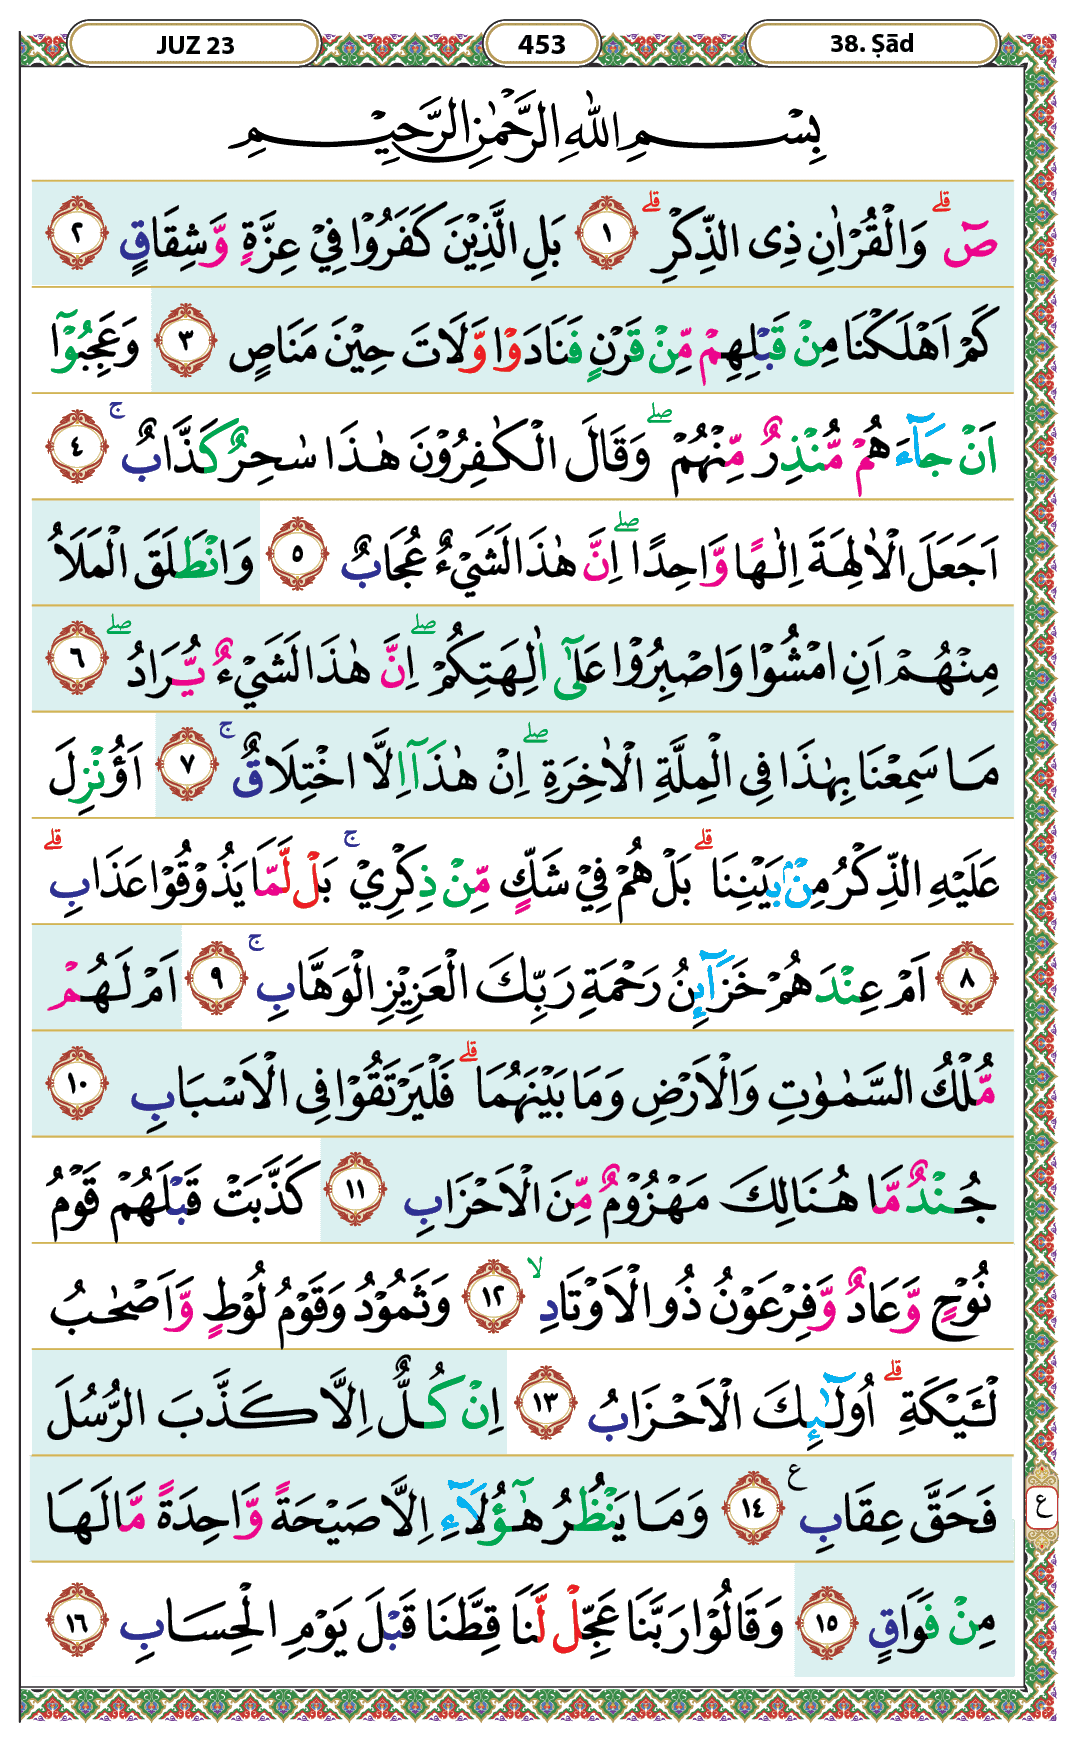 JUZ 23 453 38. Ṣād
بِسْمِ اللّٰهِ الرَّحْمٰنِ الرَّحِيْمِ
صۤ ۗ وَالْقُرْاٰنِ ذِى الذِّكْرِۗ ١ بَلِ الَّذِيْنَ كَفَرُوْا فِيْ عِزَّةٍ وَّشِقَاقٍ ٢
كَمْ اَهْلَكْنَا مِنْ قَبْلِهِمْ مِّنْ قَرْنٍ فَنَادَوْا وَّلَاتَ حِيْنَ مَنَاصٍ ٣ وَعَجِبُوْٓا
اَنْ جَاۤءَهُمْ مُّنْذِرٌ مِّنْهُمْ ۖوَقَالَ الْكٰفِرُوْنَ هٰذَا سٰحِرٌ كَذَّابٌۚ ٤
اَجَعَلَ الْاٰلِهَةَ اِلٰهًا وَّاحِدًا ۖاِنَّ هٰذَا لَشَيْءٌ عُجَابٌ ٥ وَانْطَلَقَ الْمَلَاُ
مِنْهُمْ اَنِ امْشُوْا وَاصْبِرُوْا عَلٰٓى اٰلِهَتِكُمْ ۖاِنَّ هٰذَا لَشَيْءٌ يُّرَادُ ۖ ٦
مَا سَمِعْنَا بِهٰذَا فِى الْمِلَّةِ الْاٰخِرَةِ ۖاِنْ هٰذَآ اِلَّا اخْتِلَاقٌۚ ٧ اَؤُنْزِلَ
عَلَيْهِ الذِّكْرُ مِنْۢ بَيْنِنَا ۗ بَلْ هُمْ فِيْ شَكٍّ مِّنْ ذِكْرِيْۚ بَلْ لَّمَّا يَذُوْقُوْا عَذَابِۗ
٨ اَمْ عِنْدَهُمْ خَزَاۤىِٕنُ رَحْمَةِ رَبِّكَ الْعَزِيْزِ الْوَهَّابِۚ ٩ اَمْ لَهُمْ
مُّلْكُ السَّمٰوٰتِ وَالْاَرْضِ وَمَا بَيْنَهُمَا ۗ فَلْيَرْتَقُوْا فِى الْاَسْبَابِ ١٠
جُنْدٌ مَّا هُنَالِكَ مَهْزُوْمٌ مِّنَ الْاَحْزَابِ ١١ كَذَّبَتْ قَبْلَهُمْ قَوْمُ
نُوْحٍ وَّعَادٌ وَّفِرْعَوْنُ ذُو الْاَوْتَادِۙ ١٢ وَثَمُوْدُ وَقَوْمُ لُوْطٍ وَّاَصْحٰبُ
لْـَٔيْكَةِ ۗ اُولٰۤىِٕكَ الْاَحْزَابُ ١٣ اِنْ كُلٌّ اِلَّا كَذَّبَ الرُّسُلَ
فَحَقَّ عِقَابِ ع ١٤ وَمَا يَنْظُرُ هٰٓؤُلَاۤءِ اِلَّا صَيْحَةً وَّاحِدَةً مَّا لَهَا ع
مِنْ فَوَاقٍ ١٥ وَقَالُوْا رَبَّنَا عَجِّلْ لَّنَا قِطَّنَا قَبْلَ يَوْمِ الْحِسَابِ ١٦